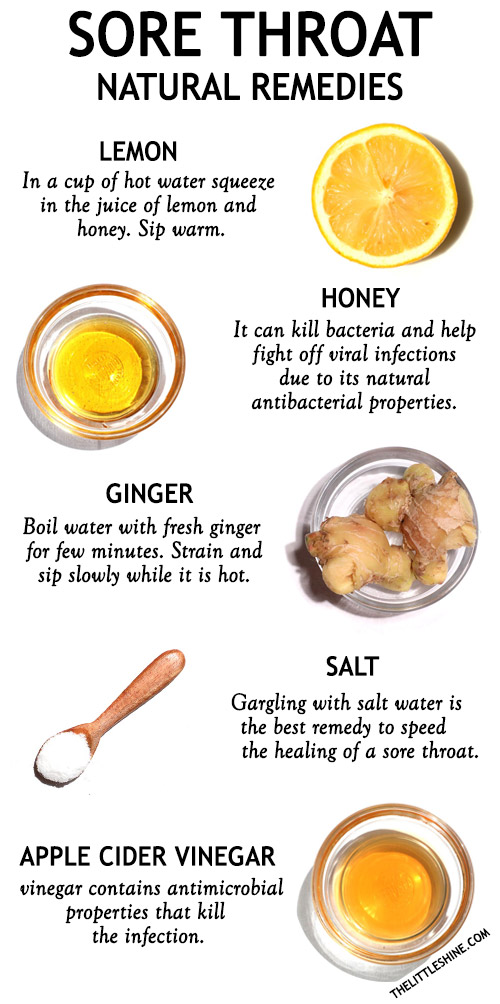 SORE THROAT
NATURAL REMEDIES
LEMON
In a cup of hot water squeeze
in the juice of lemon and
honey. Sip warm.
HONEY
It can kill bacteria and help
fight off viral infections
due to its natural
antibacterial properties.
GINGER
Boil water with fresh ginger
for few minutes. Strain and
sip slowly while it is hot.
SALT
Gargling with salt water is
the best remedy to speed
the healing of a sore throat.
APPLE CIDER VINEGAR
vinegar contains antimicrobial
properties that kill
the infection.
THELITTLESHINE.COM